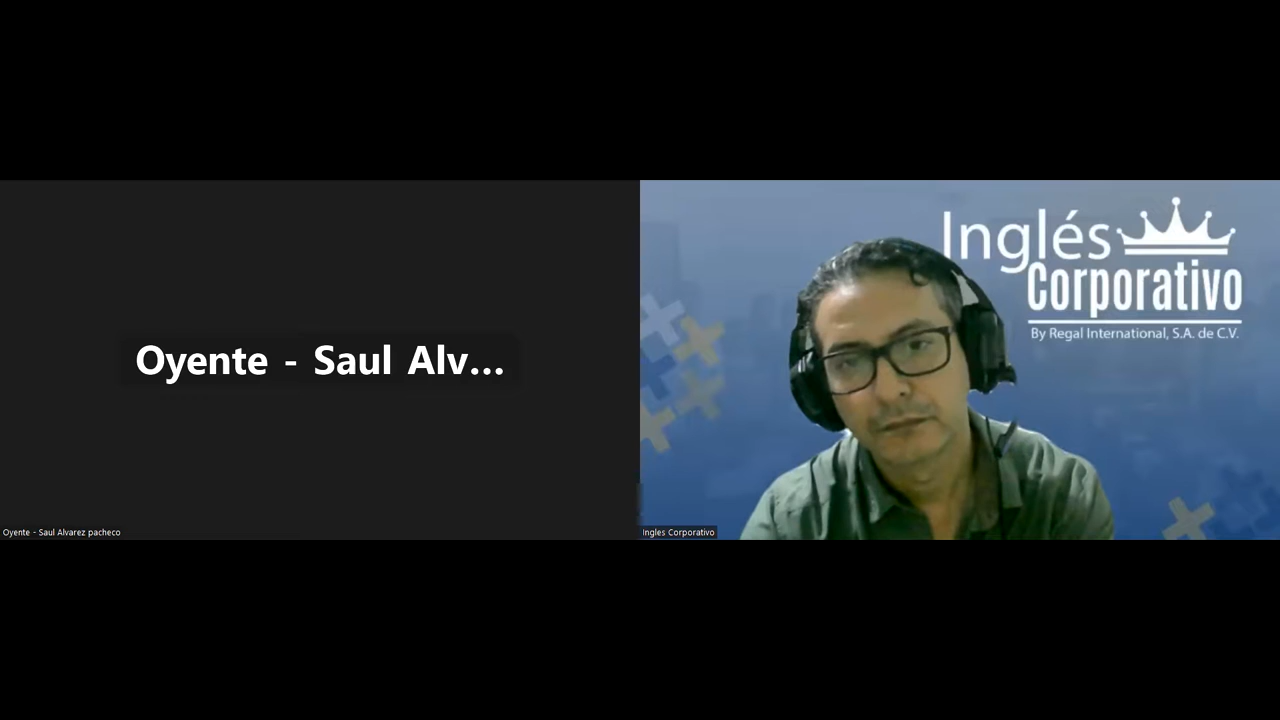 Oyente - Saul Alv...
Oyente - Saul Alvarez pacheco
Inglés
Corporativo
By Regal International, S.A. de C.V.
Ingles Corporativo